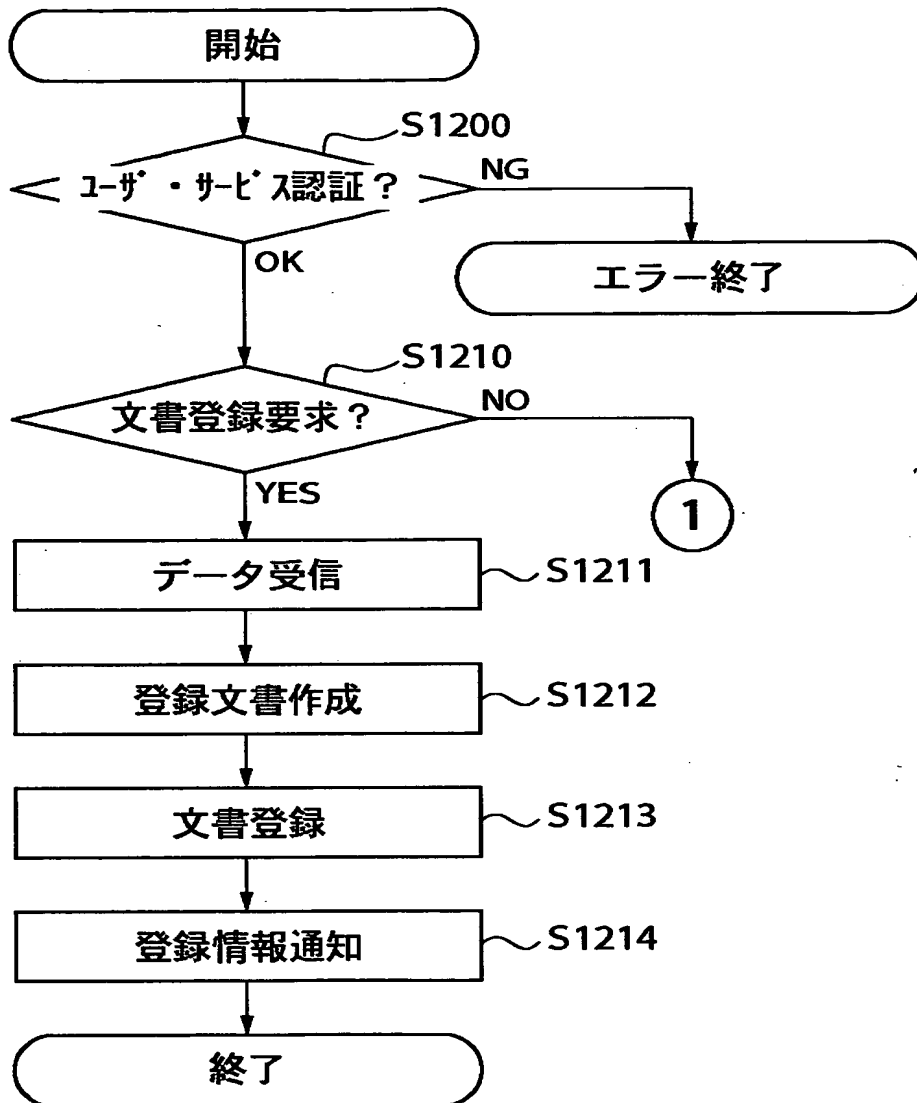 開始
S1200
ユーザ・サービス認証?
NG
OK
エラー終了
S1210
文書登録要求?
NO
YES
1
データ受信
S1211
登録文書作成
S1212
文書登録
S1213
登録情報通知
S1214
終了